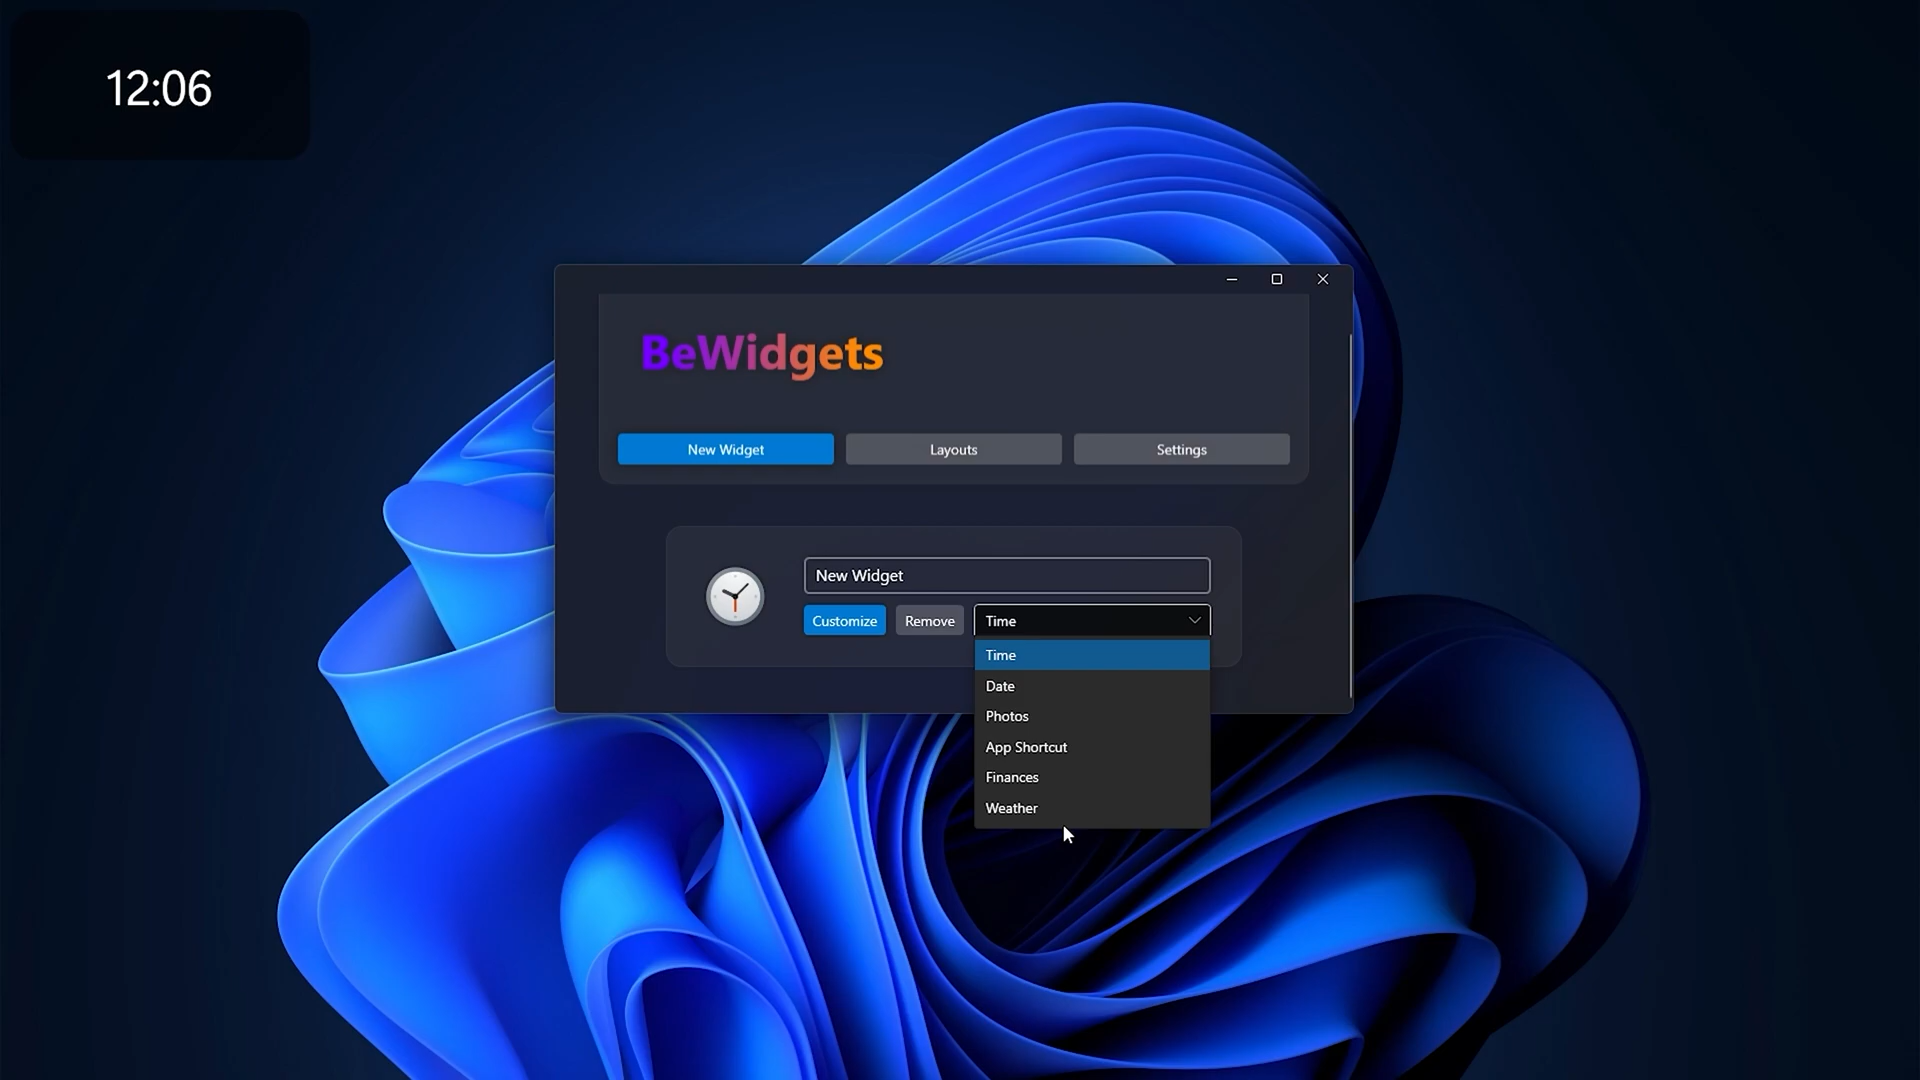 12:06
BeWidgets
New Widget
Layouts
Settings
New Widget
Customize
Remove
Time
Time
Date
Photos
App Shortcut
Finances
Weather